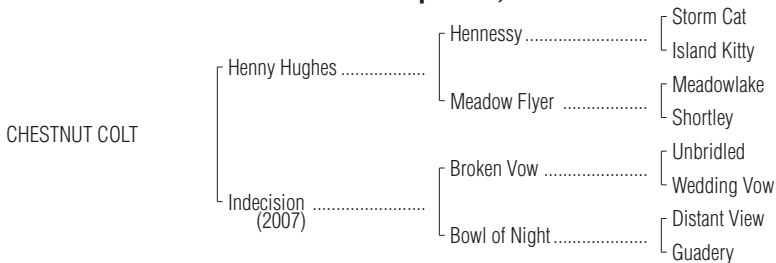 Storm Cat
Hennessy
Island Kitty
Henny Hughes
Meadowlake
Meadow Flyer
Shortley
CHESTNUT COLT
Unbridled
Broken Vow
Wedding Vow
Indecision
(2007)
Distant View
Bowl of Night
Guadery